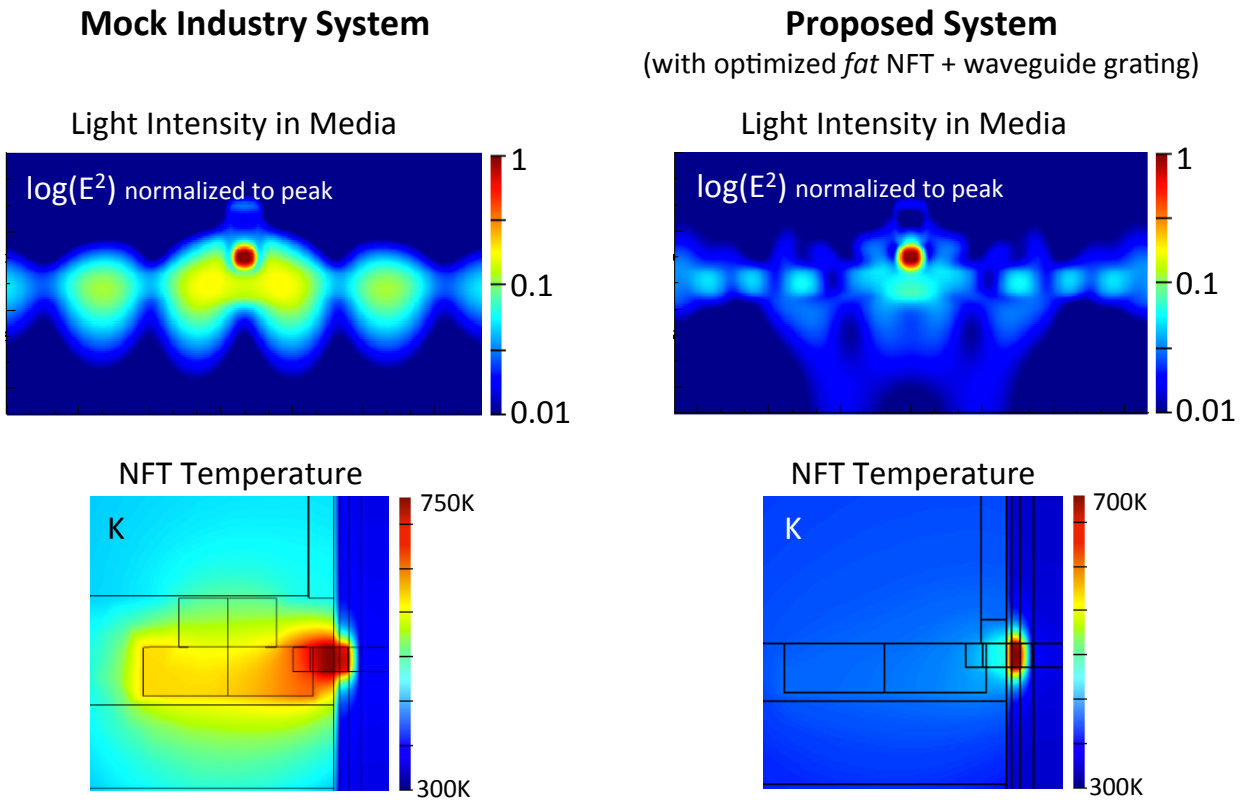 Mock Industry System
Proposed System
(with optimized fat NFT + waveguide grating)
Light Intensity in Media
Light Intensity in Media
log(E²) normalized to peak
1
0.1
0.01
log(E²) normalized to peak
1
0.1
0.01
NFT Temperature
NFT Temperature
K
750K
300K
K
700K
300K